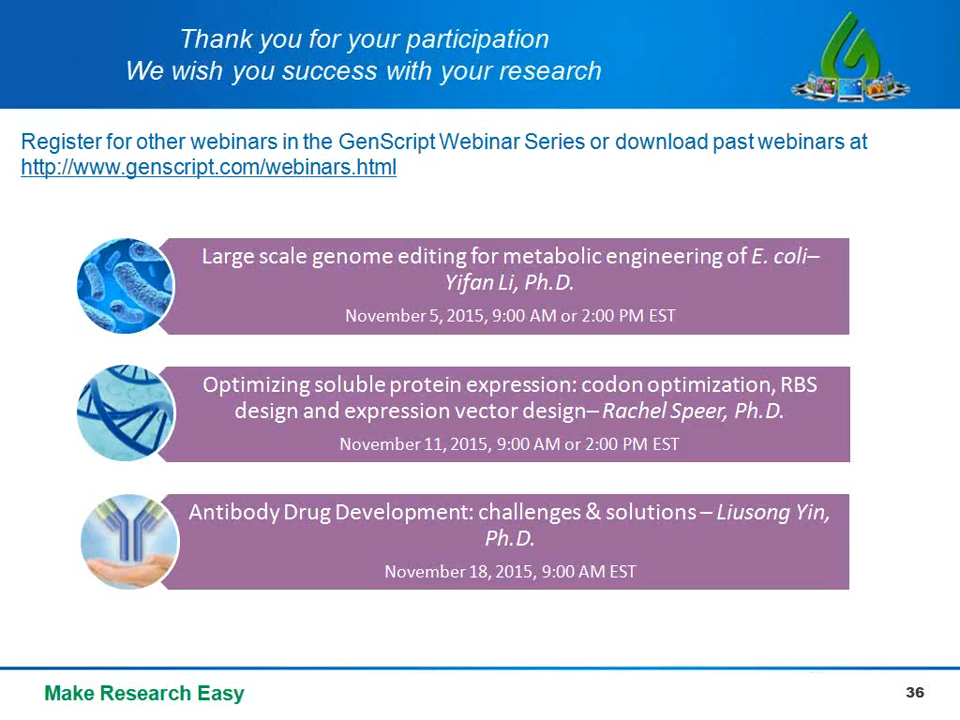 Thank you for your participation
We wish you success with your research
Register for other webinars in the GenScript Webinar Series or download past webinars at
http://www.genscript.com/webinars.html
Large scale genome editing for metabolic engineering of E. coli–
Yifan Li, Ph.D.
November 5, 2015, 9:00 AM or 2:00 PM EST
Optimizing soluble protein expression: codon optimization, RBS
design and expression vector design– Rachel Speer, Ph.D.
November 11, 2015, 9:00 AM or 2:00 PM EST
Antibody Drug Development: challenges & solutions – Liusong Yin,
Ph.D.
November 18, 2015, 9:00 AM EST
Make Research Easy
36